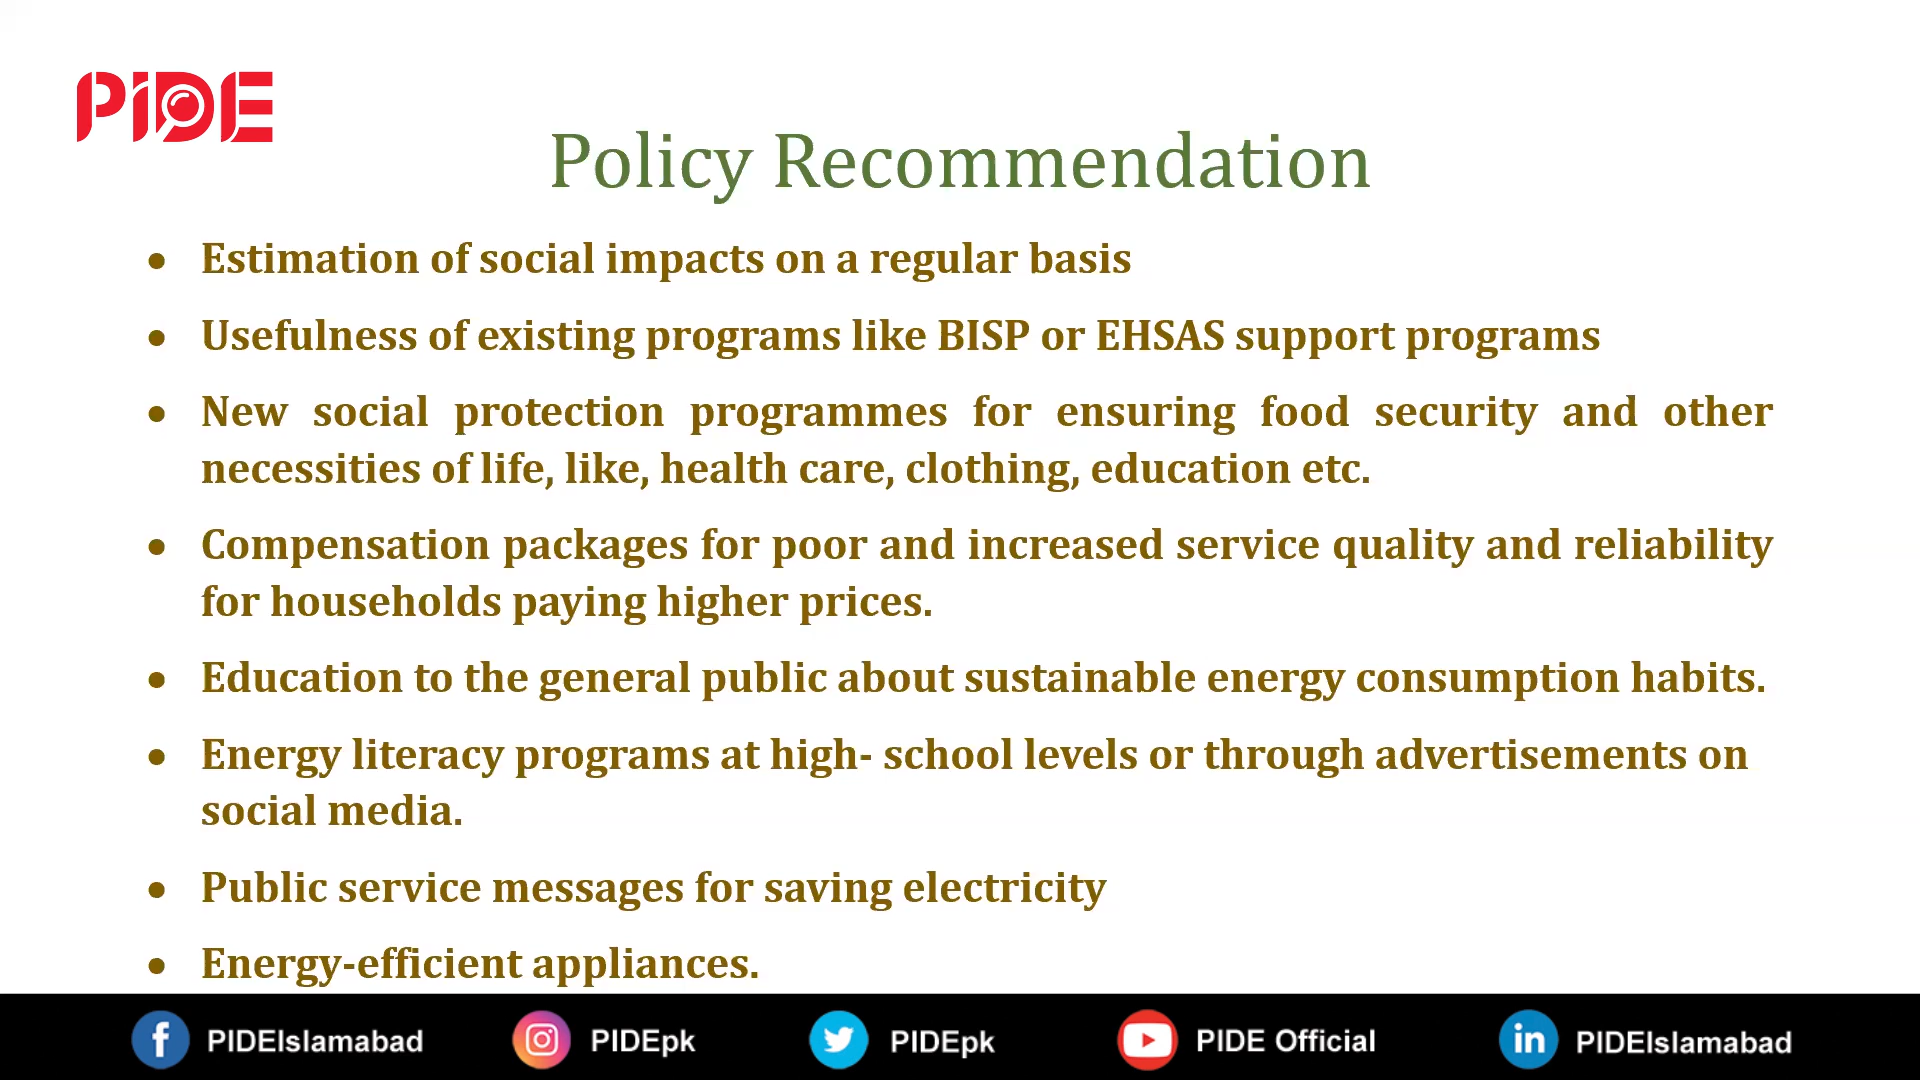 PiDE
Policy Recommendation
• Estimation of social impacts on a regular basis
• Usefulness of existing programs like BISP or EHSAS support programs
• New social protection programmes for ensuring food security and other
necessities of life, like, health care, clothing, education etc.
• Compensation packages for poor and increased service quality and reliability
for households paying higher prices.
• Education to the general public about sustainable energy consumption habits.
• Energy literacy programs at high- school levels or through advertisements on
social media.
• Public service messages for saving electricity
• Energy-efficient appliances.
PIDEIslamabad PIDEpk PIDEpk PIDE Official PIDEIslamabad